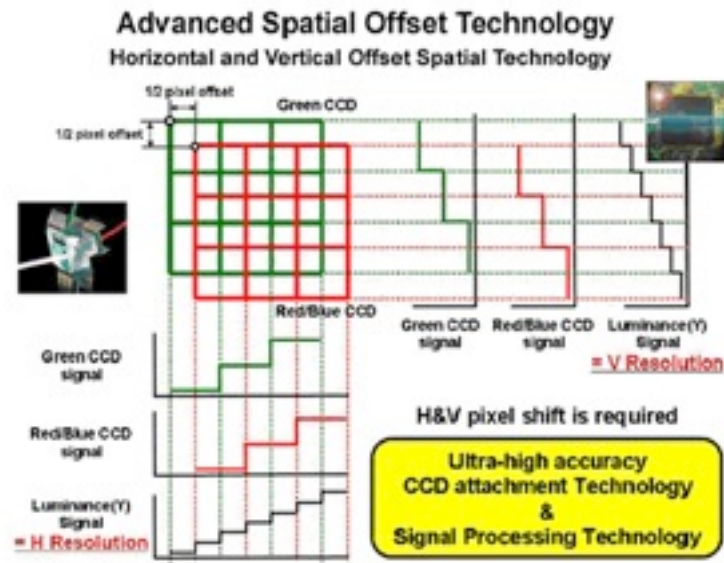 Advanced Spatial Offset Technology
Horizontal and Vertical Offset Spatial Technology
1/2 pixel offset
Green CCD
1/2 pixel offset
Red/Blue CCD
Green CCD
signal
Red/Blue CCD
signal
Luminance(Y)
Signal
= V Resolution
Green CCD
signal
Red/Blue CCD
signal
Luminance(Y)
Signal
= H Resolution
H&V pixel shift is required
Ultra-high accuracy
CCD attachment Technology
&
Signal Processing Technology